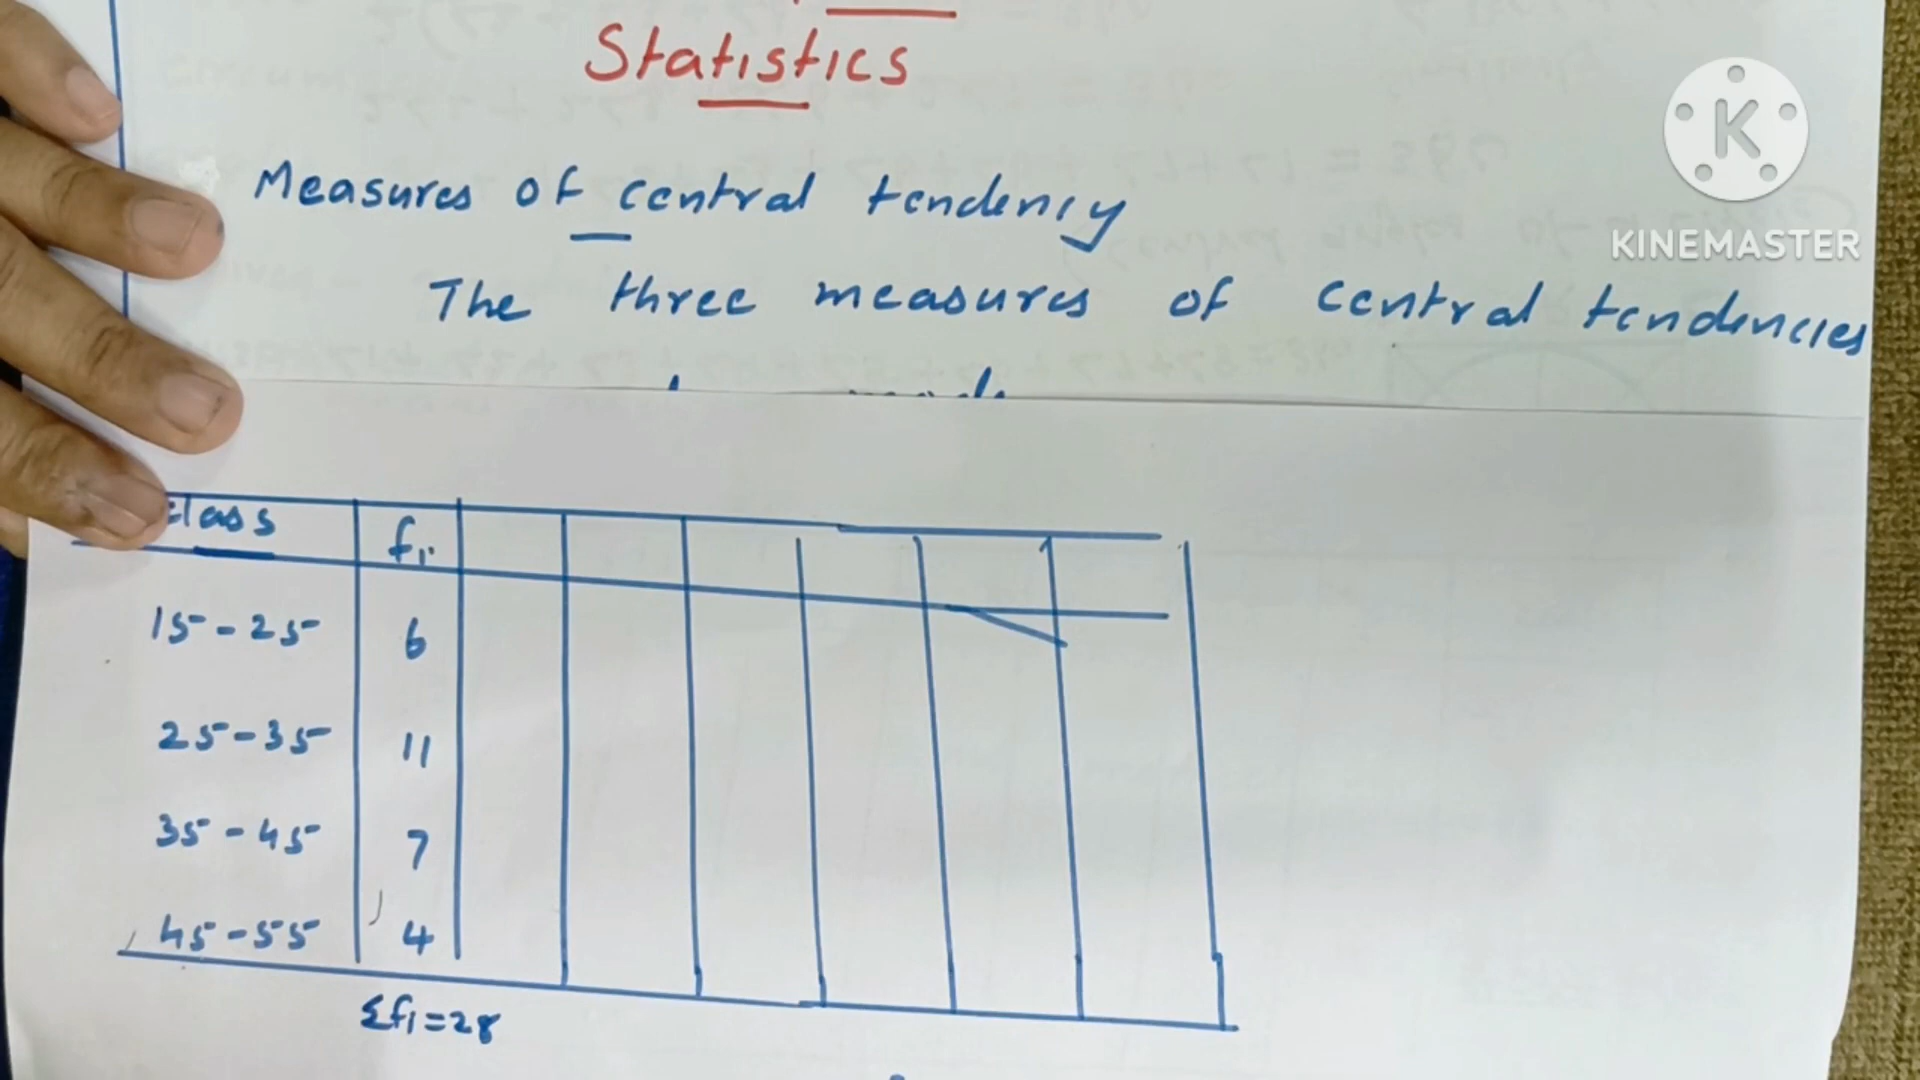 Statistics
K
KINEMASTER
Measures of central tendency
The three measures of central tendencies
class fi
15-25 6
25-35 11
35-45 7
45-55 4
Σfi=28